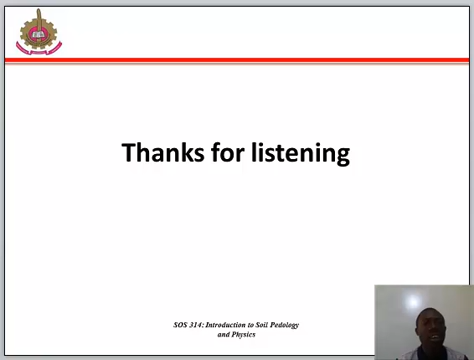 Thanks for listening
SOS 314: Introduction to Soil Pedology
and Physics